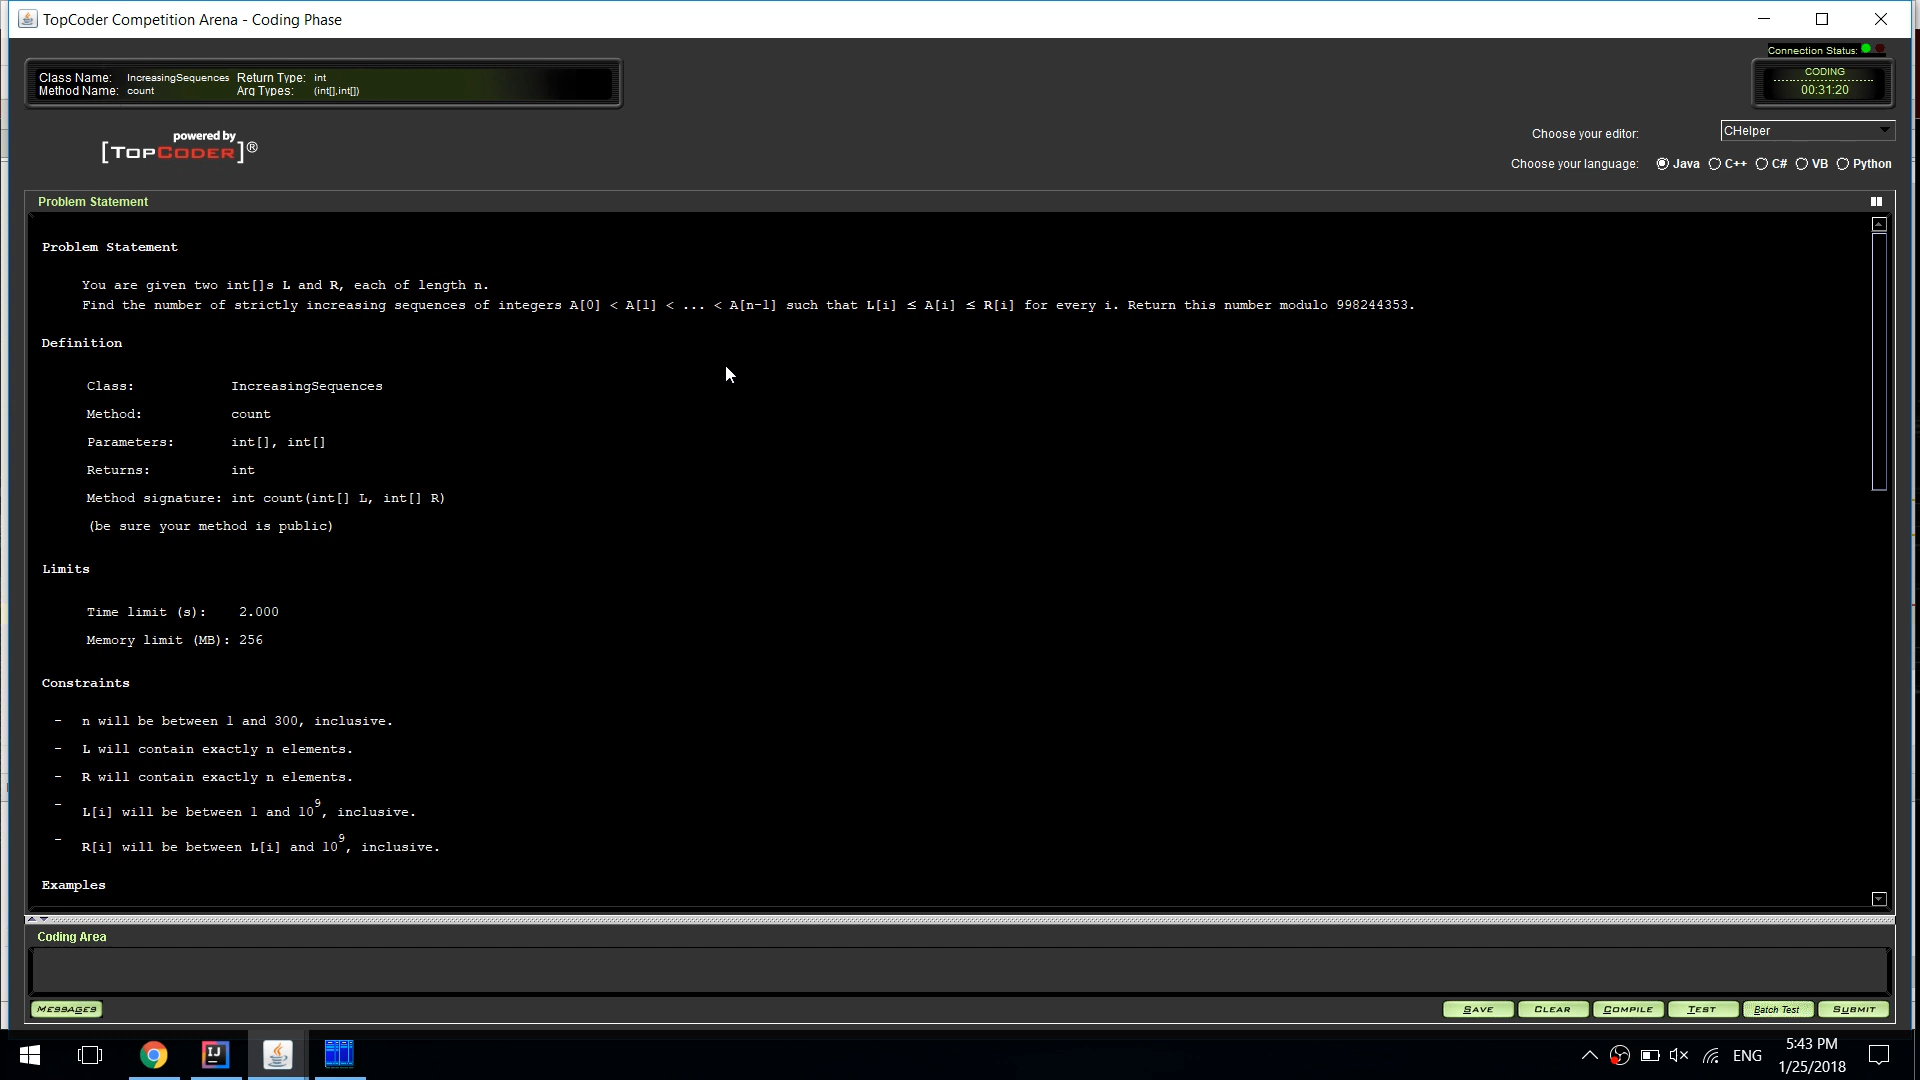 TopCoder Competition Arena - Coding Phase
Connection Status:
Class Name: IncreasingSequences Return Type: int
Method Name: count Arg Types: (int[],int[])
CODING
00:31:20
powered by
[TOPCODER]®
Choose your editor: CHelper
Choose your language: Java C++ C# VB Python
Problem Statement
Problem Statement
You are given two int[]s L and R, each of length n.
Find the number of strictly increasing sequences of integers A[0] < A[1] < ... < A[n-1] such that L[i] ≤ A[i] ≤ R[i] for every i. Return this number modulo 998244353.
Definition
Class: IncreasingSequences
Method: count
Parameters: int[], int[]
Returns: int
Method signature: int count(int[] L, int[] R)
(be sure your method is public)
Limits
Time limit (s): 2.000
Memory limit (MB): 256
Constraints
- n will be between 1 and 300, inclusive.
- L will contain exactly n elements.
- R will contain exactly n elements.
- L[i] will be between 1 and 10^9, inclusive.
- R[i] will be between L[i] and 10^9, inclusive.
Examples
Coding Area
MESSAGES SAVE CLEAR COMPILE TEST Batch Test SUBMIT
IJ
ENG
5:43 PM
1/25/2018